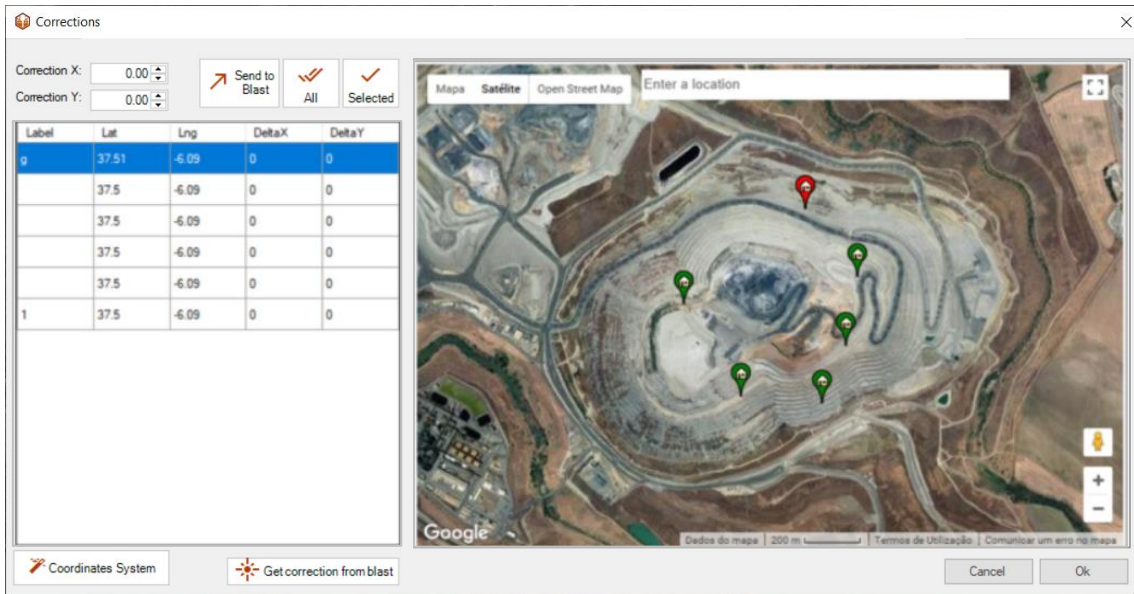 Corrections
Correction X: 0.00
Correction Y: 0.00
Send to
Blast
All
Selected
Label Lat Lng DeltaX DeltaY
g 37.51 -6.09 0 0
37.5 -6.09 0 0
37.5 -6.09 0 0
37.5 -6.09 0 0
37.5 -6.09 0 0
1 37.5 -6.09 0 0
Mapa Satélite Open Street Map Enter a location
Google
Dados do mapa 200 m Termos de Utilização Comunicar um erro no mapa
Coordinates System
Get correction from blast
Cancel
Ok